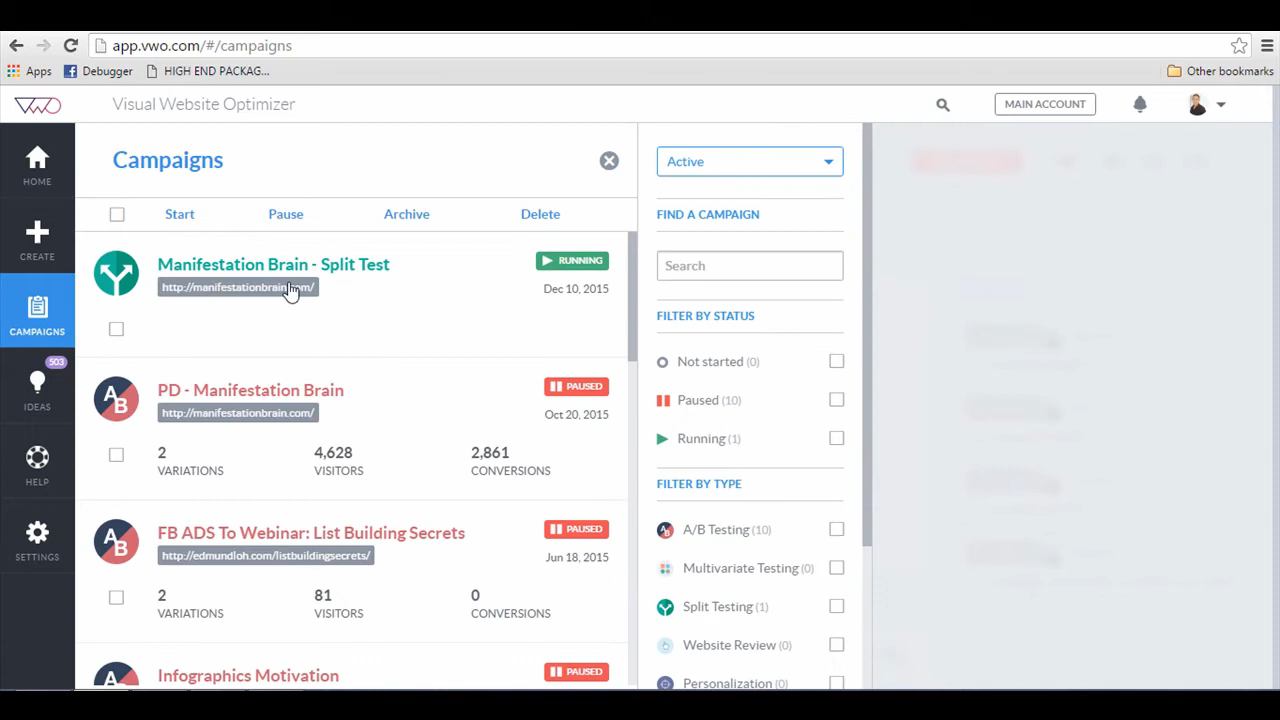 app.vwo.com/#/campaigns
Apps
Debugger
HIGH END PACKAG...
Other bookmarks
VWO
Visual Website Optimizer
MAIN ACCOUNT
HOME
CREATE
CAMPAIGNS
503
IDEAS
HELP
SETTINGS
Campaigns
Start Pause Archive Delete
Manifestation Brain - Split Test
RUNNING
http://manifestationbrain.com/
Dec 10, 2015
A B
PD - Manifestation Brain
PAUSED
http://manifestationbrain.com/
Oct 20, 2015
2 4,628 2,861
VARIATIONS VISITORS CONVERSIONS
A B
FB ADS To Webinar: List Building Secrets
PAUSED
http://edmundloh.com/listbuildingsecrets/
Jun 18, 2015
2 81 0
VARIATIONS VISITORS CONVERSIONS
A B
Infographics Motivation
PAUSED
Active
FIND A CAMPAIGN
Search
FILTER BY STATUS
Not started (0)
Paused (10)
Running (1)
FILTER BY TYPE
A/B Testing (10)
Multivariate Testing (0)
Split Testing (1)
Website Review (0)
Personalization (0)